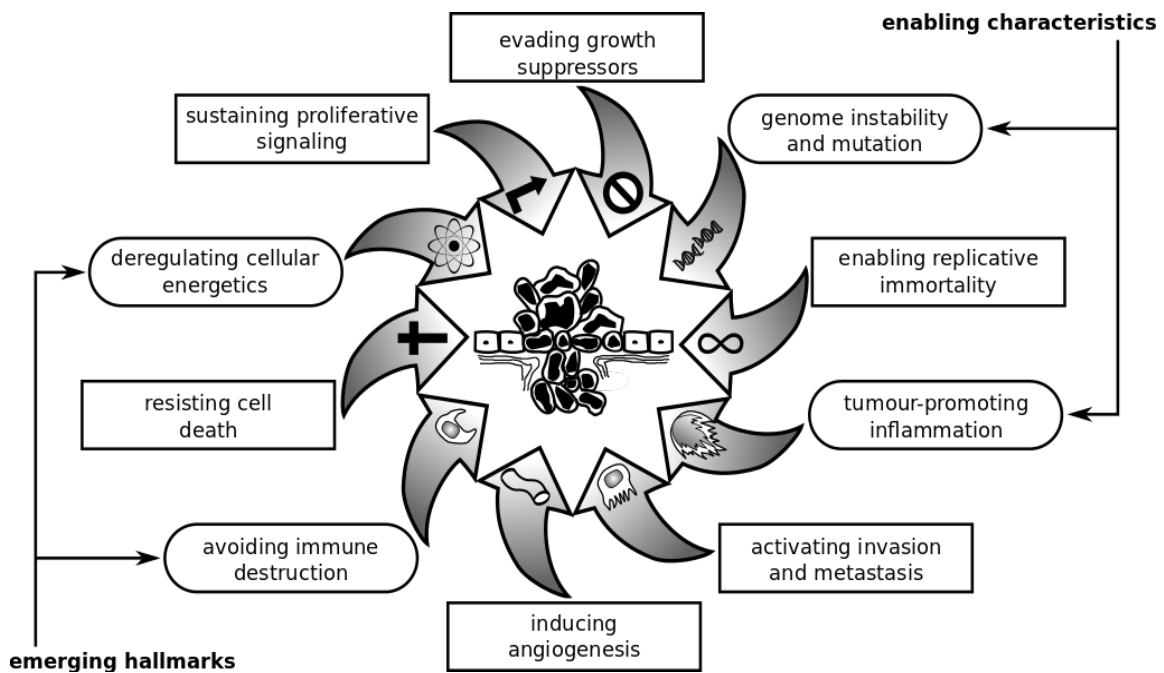 enabling characteristics
evading growth
suppressors
sustaining proliferative
signaling
genome instability
and mutation
deregulating cellular
energetics
enabling replicative
immortality
resisting cell
death
tumour-promoting
inflammation
avoiding immune
destruction
activating invasion
and metastasis
inducing
angiogenesis
emerging hallmarks